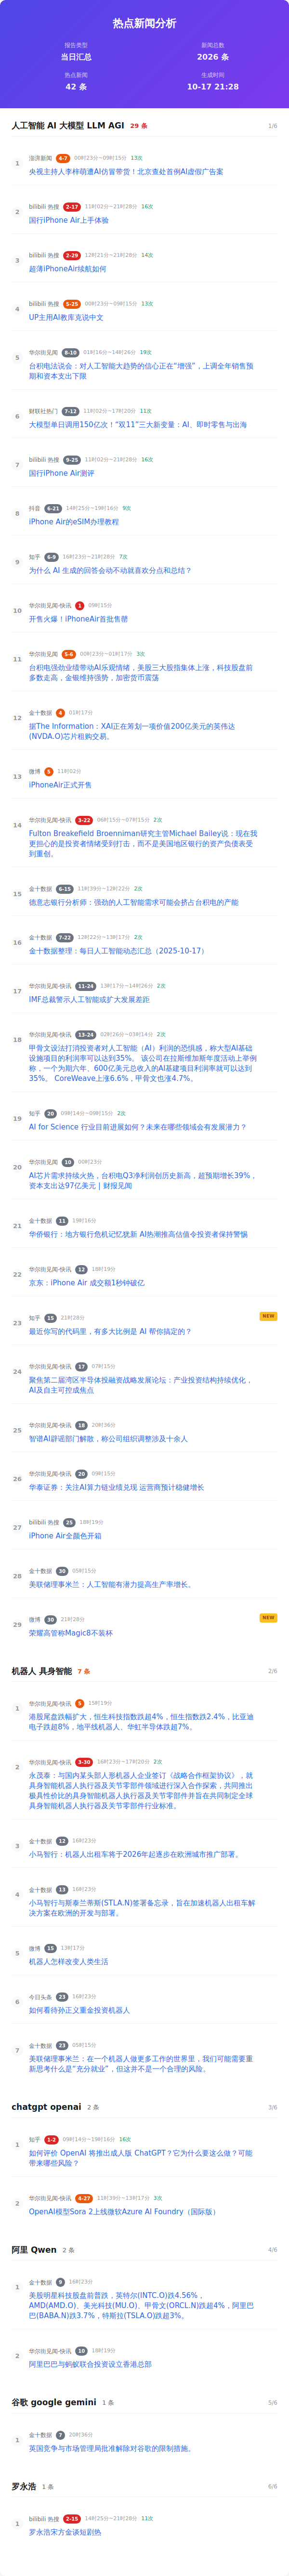 热点新闻分析
报告类型
当日汇总
新闻总数
2026 条
热点新闻
42 条
生成时间
10-17 21:28
人工智能 AI 大模型 LLM AGI 29 条 1/6
1
澎湃新闻 6-7 00时23分~09时15分 13次
央视主持人李梓萌遭AI仿冒带货！北京查处首例AI虚假广告案
2
bilibili 热搜 2-17 11时02分~21时28分 16次
国行iPhone Air上手体验
3
bilibili 热搜 2-29 12时21分~21时28分 14次
超薄iPhoneAir续航如何
4
bilibili 热搜 5-25 00时23分~09时15分 13次
UP主用AI教库克说中文
5
华尔街见闻 8-10 01时16分~14时26分 19次
台积电法说会：对人工智能大趋势的信心正在“增强”，上调全年销售预
期和资本支出下限
6
财联社热门 7-12 11时02分~17时20分 11次
大模型单日调用150亿次！“双11”三大新变量：AI、即时零售与出海
7
bilibili 热搜 9-25 11时02分~21时28分 16次
国行iPhone Air测评
8
抖音 6-21 14时25分~19时16分 9次
iPhone Air的eSIM办理教程
9
知乎 6-9 16时23分~21时28分 7次
为什么 AI 生成的回答会动不动就喜欢分点和总结？
10
华尔街见闻-快讯 1 09时15分
开售火爆！iPhoneAir首批售罄
11
华尔街见闻 5-6 00时23分~01时17分 3次
台积电强劲业绩带动AI乐观情绪，美股三大股指集体上涨，科技股盘前
多数走高，金银维持强势，加密货币震荡
12
金十数据 4 01时17分
据The Information：XAI正在筹划一项价值200亿美元的英伟达
(NVDA.O)芯片租购交易。
13
微博 5 11时02分
iPhoneAir正式开售
14
华尔街见闻-快讯 3-22 06时15分~07时15分 2次
Fulton Breakefield Broenniman研究主管Michael Bailey说：现在我
更担心的是投资者情绪受到打击，而不是美国地区银行的资产负债表受
到重创。
15
金十数据 6-15 11时39分~12时22分 2次
德意志银行分析师：强劲的人工智能需求可能会挤占台积电的产能
16
金十数据 7-22 12时22分~13时17分 2次
金十数据整理：每日人工智能动态汇总（2025-10-17）
17
华尔街见闻-快讯 11-24 13时17分~14时26分 2次
IMF总裁警示人工智能或扩大发展差距
18
华尔街见闻-快讯 13-24 02时26分~03时14分 2次
甲骨文设法打消投资者对人工智能（AI）利润的恐惧感，称大型AI基础
设施项目的利润率可以达到35%。 该公司在拉斯维加斯年度活动上举例
称，一个为期六年、600亿美元总收入的AI基建项目利润率就可以达到
35%。 CoreWeave上涨6.6%，甲骨文也涨4.7%。
19
知乎 20 09时14分~09时15分 2次
AI for Science 行业目前进展如何？未来在哪些领域会有发展潜力？
20
华尔街见闻 10 00时23分
AI芯片需求持续火热，台积电Q3净利润创历史新高，超预期增长39%，
资本支出达97亿美元 | 财报见闻
21
金十数据 11 19时16分
华侨银行：地方银行危机记忆犹新 AI热潮推高估值令投资者保持警惕
22
华尔街见闻-快讯 12 18时19分
京东：iPhone Air 成交额1秒钟破亿
23
知乎 15 21时28分 NEW
最近你写的代码里，有多大比例是 AI 帮你搞定的？
24
华尔街见闻-快讯 17 07时15分
聚焦第二届湾区半导体投融资战略发展论坛：产业投资结构持续优化，
AI及自主可控成焦点
25
华尔街见闻-快讯 18 20时36分
智谱AI辟谣部门解散，称公司组织调整涉及十余人
26
华尔街见闻-快讯 20 09时15分
华泰证券：关注AI算力链业绩兑现 运营商预计稳健增长
27
bilibili 热搜 25 18时19分
iPhone Air全颜色开箱
28
金十数据 30 05时15分
美联储理事米兰：人工智能有潜力提高生产率增长。
29
微博 30 21时28分 NEW
荣耀高管称Magic8不装杯
机器人 具身智能 7 条 2/6
1
华尔街见闻-快讯 5 15时19分
港股尾盘跌幅扩大，恒生科技指数跌超4%，恒生指数跌2.4%，比亚迪
电子跌超8%，地平线机器人、华虹半导体跌超7%。
2
华尔街见闻-快讯 3-30 16时23分~17时20分 2次
永茂泰：与国内某头部人形机器人企业签订《战略合作框架协议》，就
具身智能机器人执行器及关节零部件领域进行深入合作探索，共同推出
极具性价比的具身智能机器人执行器及关节零部件并旨在共同制定全球
具身智能机器人执行器及关节零部件行业标准。
3
金十数据 12 16时23分
小马智行：机器人出租车将于2026年起逐步在欧洲城市推广部署。
4
金十数据 13 16时23分
小马智行与斯泰兰蒂斯(STLA.N)签署备忘录，旨在加速机器人出租车解
决方案在欧洲的开发与部署。
5
微博 15 13时17分
机器人怎样改变人类生活
6
今日头条 23 16时23分
如何看待孙正义重金投资机器人
7
金十数据 23 05时15分
美联储理事米兰：在一个机器人做更多工作的世界里，我们可能需要重
新思考什么是“充分就业”，但这并不是一个合理的风险。
chatgpt openai 2 条 3/6
1
知乎 1-2 09时14分~19时16分 16次
如何评价 OpenAI 将推出成人版 ChatGPT？它为什么要这么做？可能
带来哪些风险？
2
华尔街见闻-快讯 4-27 11时39分~13时17分 3次
OpenAI模型Sora 2上线微软Azure AI Foundry（国际版）
阿里 Qwen 2 条 4/6
1
金十数据 9 16时23分
美股明星科技股盘前普跌，英特尔(INTC.O)跌4.56%，
AMD(AMD.O)、美光科技(MU.O)、甲骨文(ORCL.N)跌超4%，阿里巴
巴(BABA.N)跌3.7%，特斯拉(TSLA.O)跌超3%。
2
华尔街见闻-快讯 10 18时19分
阿里巴巴与蚂蚁联合投资设立香港总部
谷歌 google gemini 1 条 5/6
1
金十数据 7 20时36分
英国竞争与市场管理局批准解除对谷歌的限制措施。
罗永浩 1 条 6/6
1
bilibili 热搜 2-15 14时25分~21时28分 11次
罗永浩宋方金谈短剧热